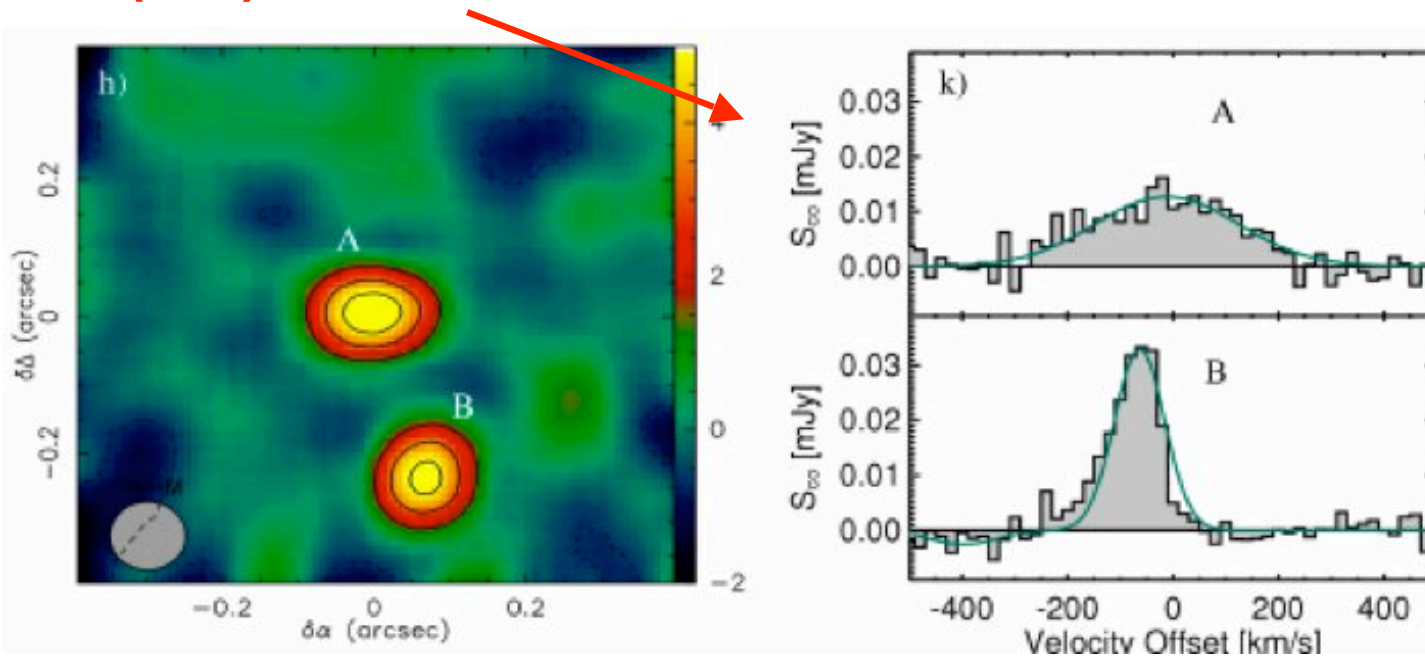 h)
A
B
M
4
2
0
−2
0.2
0
−0.2
δΔ (arcsec)
−0.2
0
0.2
δα (arcsec)
k)
A
0.03
0.02
0.01
0.00
S_co [mJy]
B
0.03
0.02
0.01
0.00
S_co [mJy]
-400
-200
0
200
400
Velocity Offset [km/s]